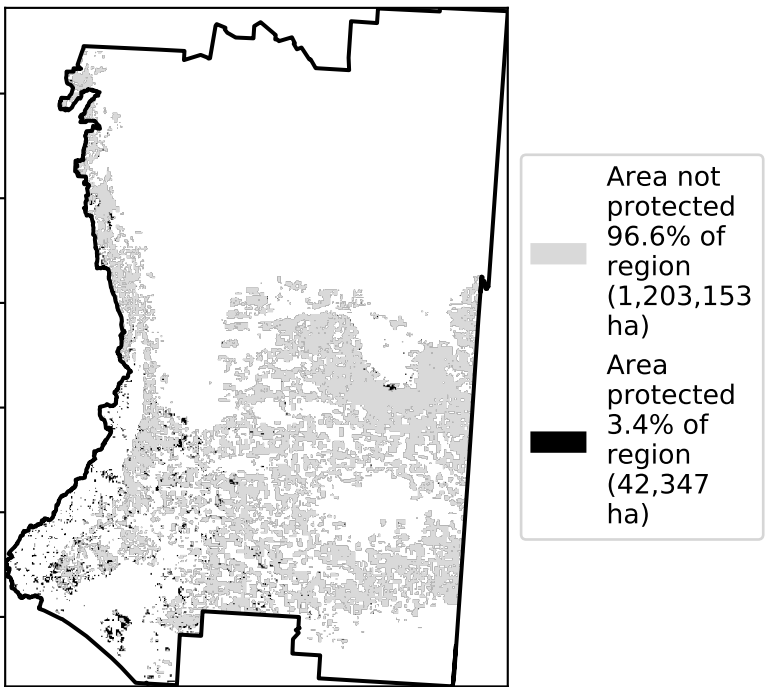 Area not
protected
96.6% of
region
(1,203,153
ha)
Area
protected
3.4% of
region
(42,347
ha)